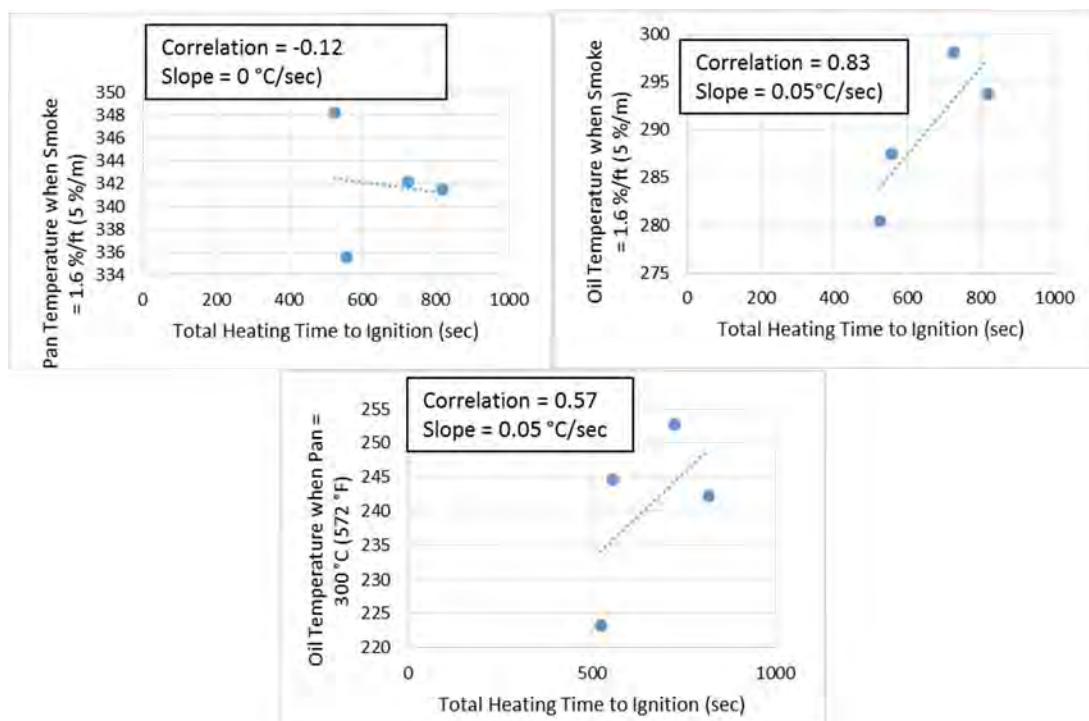 Correlation = -0.12
Slope = 0 °C/sec)
350
348
346
344
342
340
338
336
334
0 200 400 600 800 1000
Pan Temperature when Smoke
= 1.6 %/ft (5 %/m)
Total Heating Time to Ignition (sec)
Correlation = 0.83
Slope = 0.05°C/sec)
300
295
290
285
280
275
0 200 400 600 800 1000
Oil Temperature when Smoke
= 1.6 %/ft (5 %/m)
Total Heating Time to Ignition (sec)
Correlation = 0.57
Slope = 0.05 °C/sec
255
250
245
240
235
230
225
220
0 500 1000
Oil Temperature when Pan =
300 °C (572 °F)
Total Heating Time to Ignition (sec)